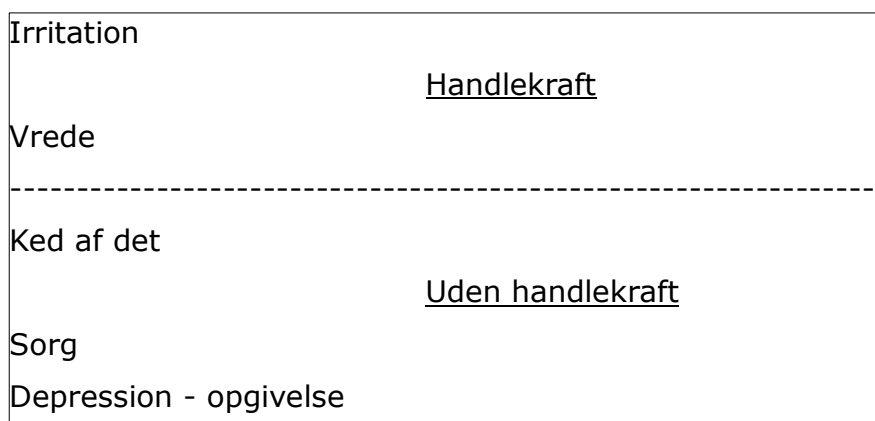 Irritation
Handlekraft
Vrede
----------------------------------------------------------------
Ked af det
Uden handlekraft
Sorg
Depression - opgivelse